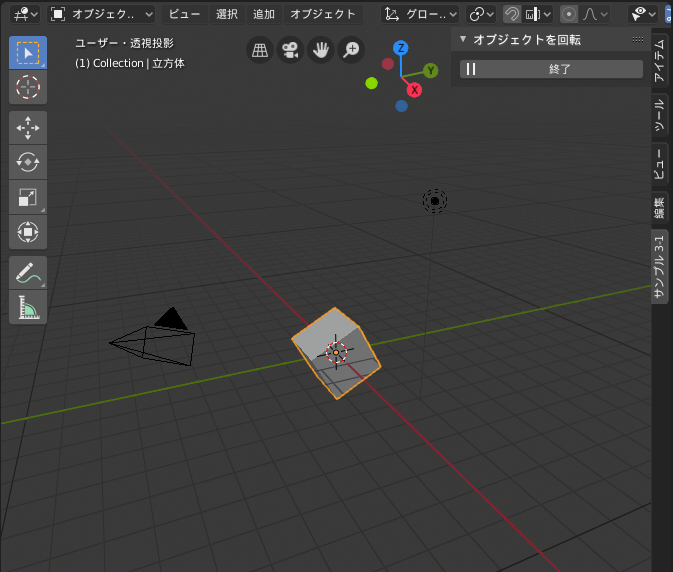 オブジェク.. ビュー 選択 追加 オブジェクト グロー..
ユーザー・透視投影
(1) Collection | 立方体
Z
Y
X
オブジェクトを回転
終了
アイテム
ツール
ビュー
編集
サンプル 3-1